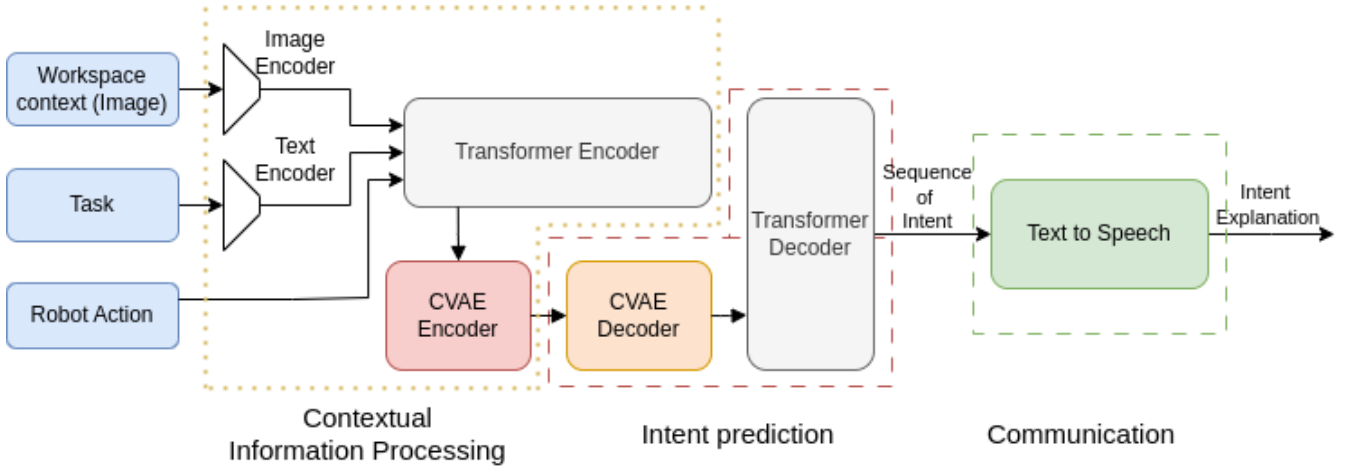 Workspace
context (Image)
Image
Encoder
Task
Text
Encoder
Robot Action
Transformer Encoder
CVAE
Encoder
CVAE
Decoder
Transformer
Decoder
Sequence
of
Intent
Text to Speech
Intent
Explanation
Contextual
Information Processing
Intent prediction
Communication